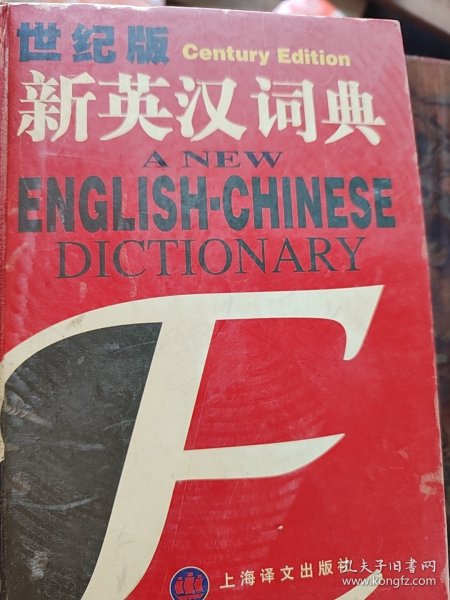 世纪版 Century Edition
新英汉词典
A NEW
ENGLISH-CHINESE
DICTIONARY
E
上海译文出版社
孔夫子旧书网
www.kongfz.com